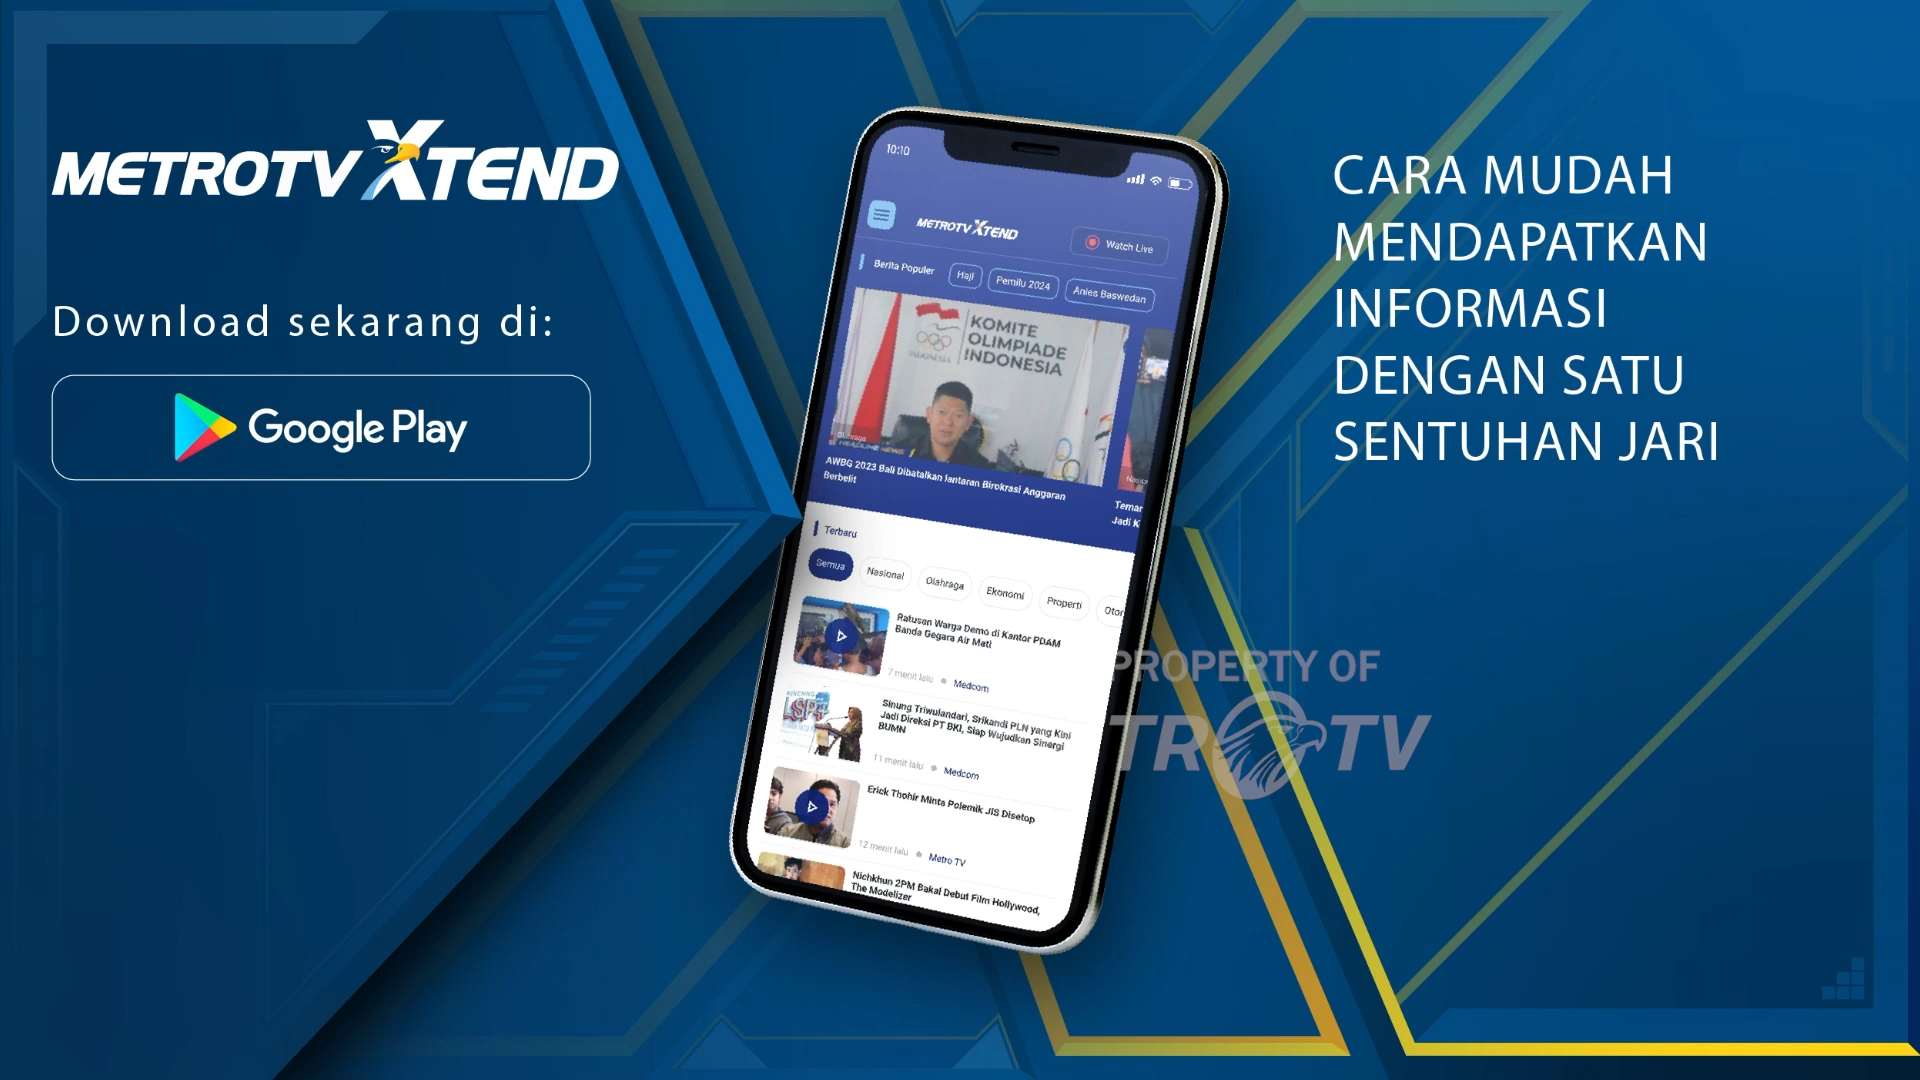 METROTV XTEND
Download sekarang di:
Google Play
10:10
METROTV XTEND
Watch Live
Berita Populer
Haji
Pemilu 2024
Anies Baswedan
KOMITE
OLIMPIADE
INDONESIA
INDONESIA
Olahraga
HEADLINE NEWS
AWBG 2023 Bali Dibatalkan lantaran Birokrasi Anggaran
Berbelit
Jadi K
Terbaru
Semua
Nasional
Olahraga
Ekonomi
Properti
Ratusan Warga Demo di Kantor PDAM
Banda Gegara Air Mati
7 menit lalu
Medcom
Sinung Triwulandari, Srikandi PLN yang Kini
Jadi Direksi PT BKI, Siap Wujudkan Sinergi
BUMN
11 menit lalu
Medcom
Erick Thohir Minta Polemik JIS Disetop
12 menit lalu
Metro TV
Nichkhun 2PM Bakal Debut Film Hollywood,
The Modelizer
CARA MUDAH
MENDAPATKAN
INFORMASI
DENGAN SATU
SENTUHAN JARI
PROPERTY OF
TROTV